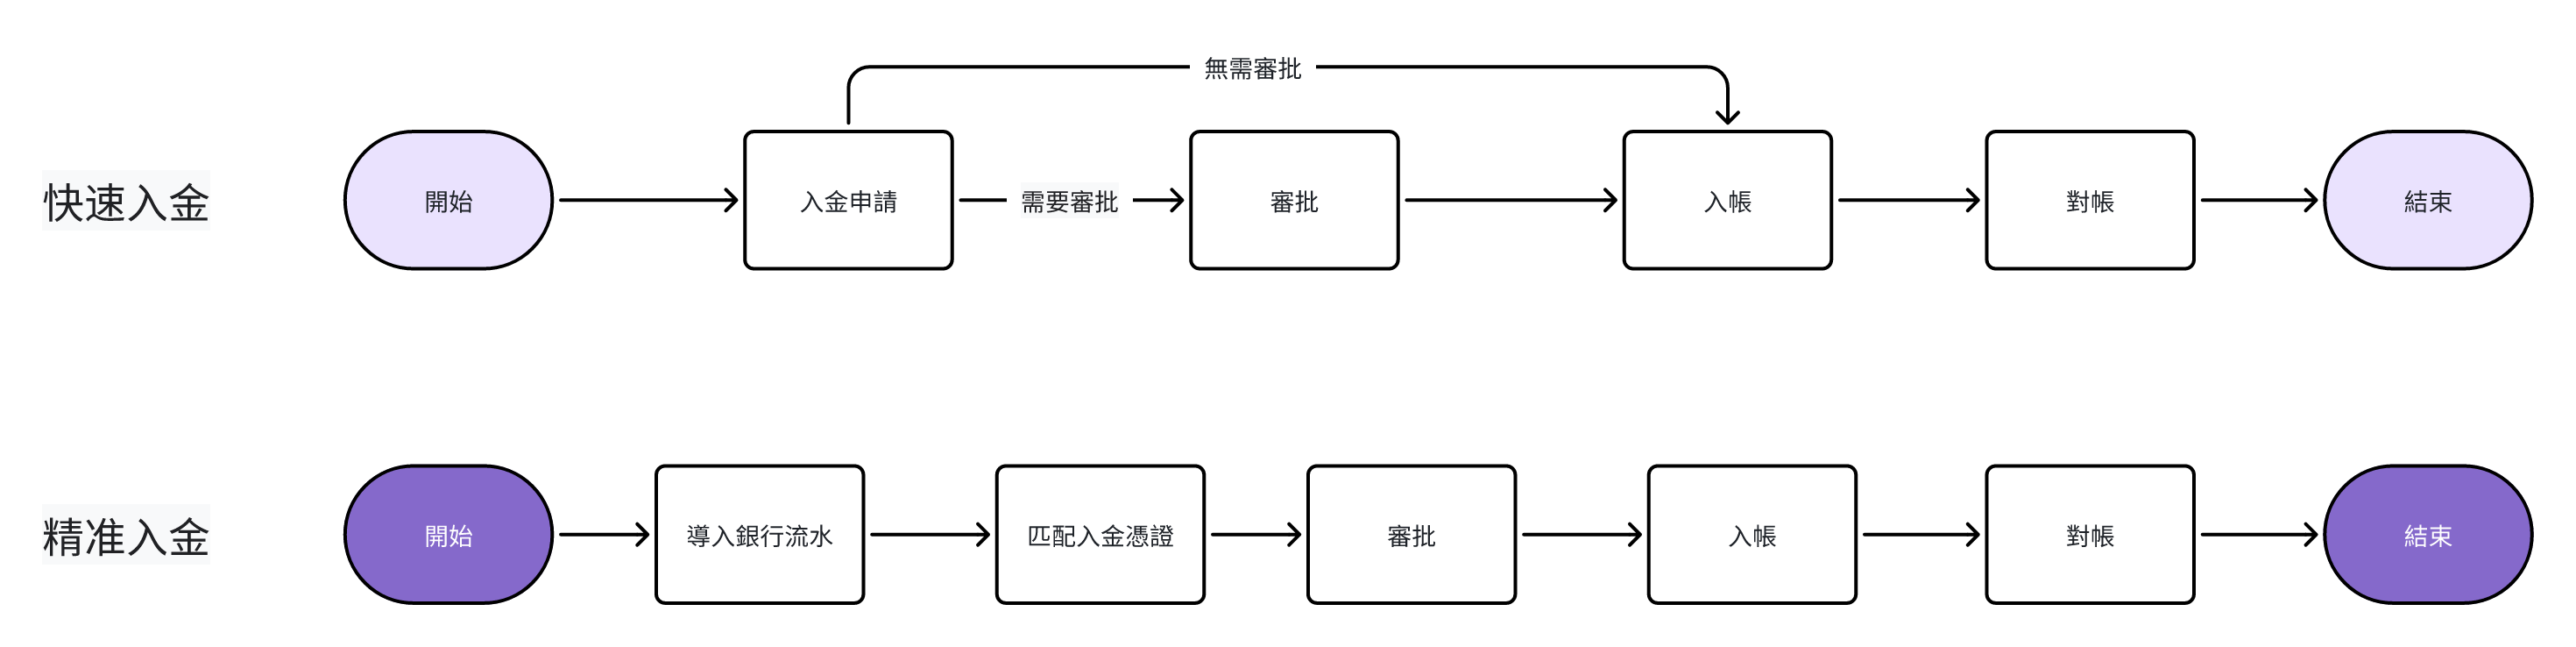 無需審批
快速入金
開始
入金申請
需要審批
審批
入帳
對帳
結束
精准入金
開始
導入銀行流水
匹配入金憑證
審批
入帳
對帳
結束